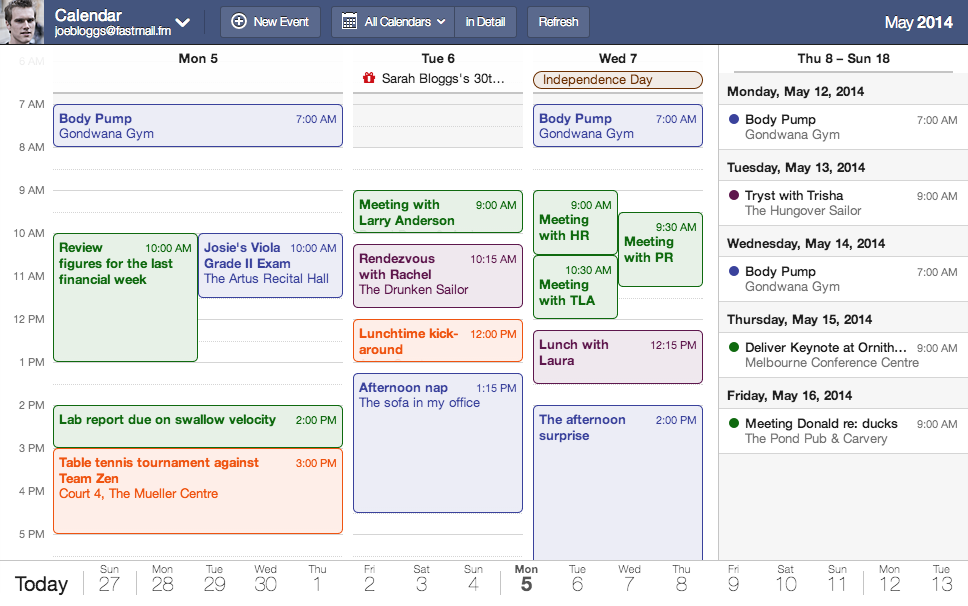 Calendar
joebloggs@fastmail.fm
New Event
All Calendars
in Detail
Refresh
May 2014
Mon 5
Tue 6
Wed 7
Thu 8 – Sun 18
Sarah Bloggs's 30t...
Independence Day
6 AM
7 AM
8 AM
9 AM
10 AM
11 AM
12 PM
1 PM
2 PM
3 PM
4 PM
5 PM
Body Pump 7:00 AM
Gondwana Gym
Review 10:00 AM
figures for the last
financial week
Josie's Viola 10:00 AM
Grade II Exam
The Artus Recital Hall
Lab report due on swallow velocity 2:00 PM
Table tennis tournament against 3:00 PM
Team Zen
Court 4, The Mueller Centre
Meeting with 9:00 AM
Larry Anderson
Rendezvous 10:15 AM
with Rachel
The Drunken Sailor
Lunchtime kick- 12:00 PM
around
Afternoon nap 1:15 PM
The sofa in my office
Body Pump 7:00 AM
Gondwana Gym
9:00 AM
Meeting
with HR
9:30 AM
Meeting
with PR
10:30 AM
Meeting
with TLA
Lunch with 12:15 PM
Laura
The afternoon 2:00 PM
surprise
Monday, May 12, 2014
Body Pump 7:00 AM
Gondwana Gym
Tuesday, May 13, 2014
Tryst with Trisha 9:00 AM
The Hungover Sailor
Wednesday, May 14, 2014
Body Pump 7:00 AM
Gondwana Gym
Thursday, May 15, 2014
Deliver Keynote at Ornith... 9:00 AM
Melbourne Conference Centre
Friday, May 16, 2014
Meeting Donald re: ducks 9:00 AM
The Pond Pub & Carvery
Today
Sun 27
Mon 28
Tue 29
Wed 30
Thu 1
Fri 2
Sat 3
Sun 4
Mon 5
Tue 6
Wed 7
Thu 8
Fri 9
Sat 10
Sun 11
Mon 12
Tue 13